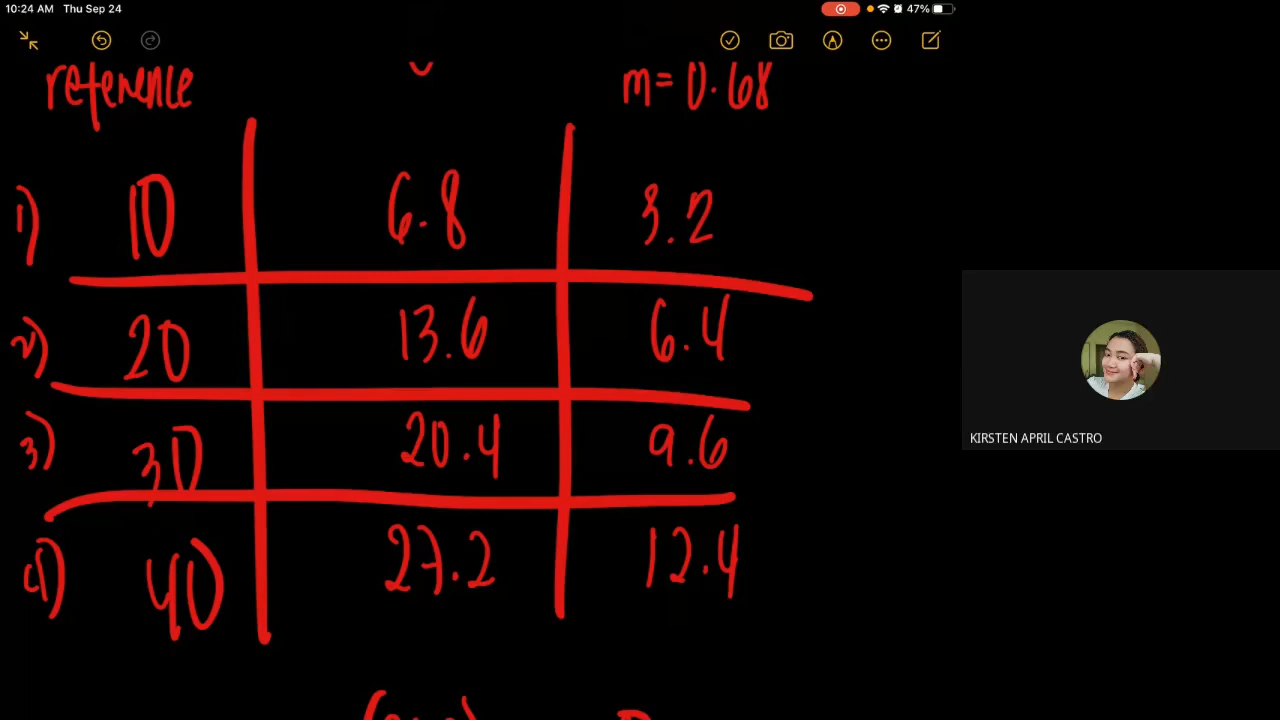 10:24 AM Thu Sep 24
47%
reference
m = 0.68
1) 10 6.8 3.2
2) 20 13.6 6.4
3) 30 20.4 9.6
4) 40 27.2 12.4
KIRSTEN APRIL CASTRO